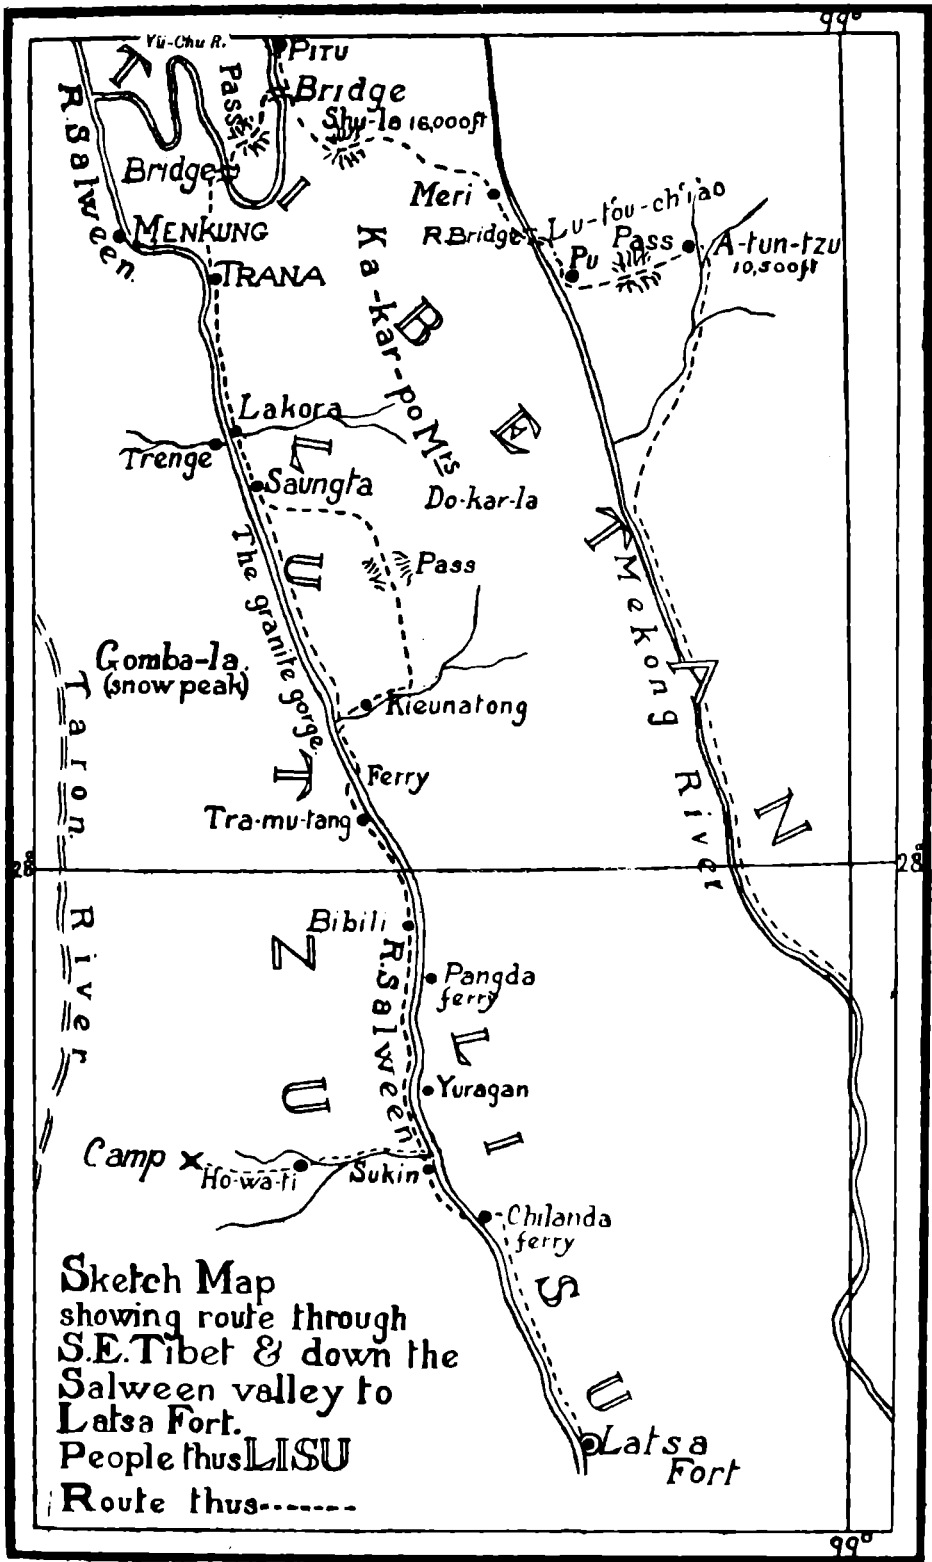 99°
Yü-Chu R.
PITU
Bridge
Pass
Shu-la 16,000ft
R. Salween
Bridge
Meri
Lu-t'ou-ch'iao
R. Bridge
Pu
Pass
A-tun-tzu
10,500ft
MENKUNG
TRANA
Ka-kar-po Mts
TIBETAN
Lakora
Trenge
Saungta
Do-kar-la
LUTZU
Pass
The granite gorge
Mekong River
Gomba-la
(snow peak)
Kieunatong
Taron River
Ferry
Tra-mu-tang
28°
28°
Bibili
R. Salween
Pangda
ferry
Yuragan
LISU
Camp
Ho-wa-ti
Sukin
Chilanda
ferry
Sketch Map
showing route through
S.E. Tibet & down the
Salween valley to
Latsa Fort.
People thus LISU
Route thus-------
Latsa
Fort
99°